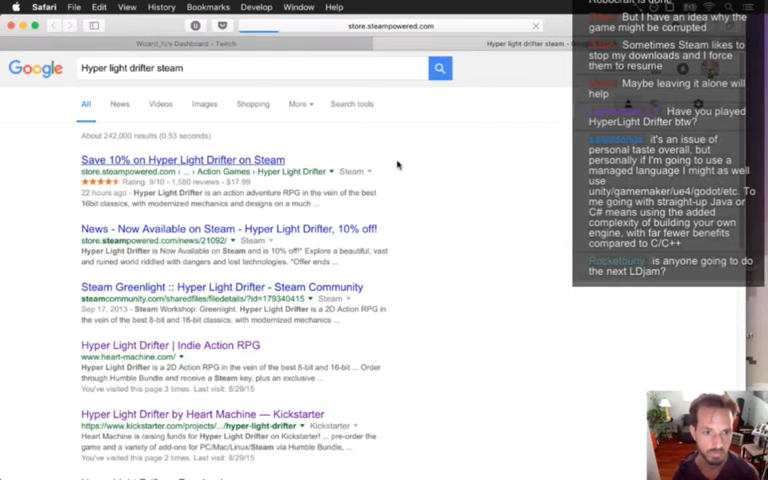 Safari File Edit View History Bookmarks Develop Window Help
store.steampowered.com
Wizard_fu's Dashboard - Twitch
Hyper light drifter steam - Goo
Google
Hyper light drifter steam
All News Videos Images Shopping More Search tools
About 242,000 results (0.53 seconds)
Save 10% on Hyper Light Drifter on Steam
store.steampowered.com › ... › Action Games › Hyper Light Drifter Steam
Rating: 9/10 - 1,580 reviews - $17.99
22 hours ago - Hyper Light Drifter is an action adventure RPG in the vein of the best
16bit classics, with modernized mechanics and designs on a much ...
News - Now Available on Steam - Hyper Light Drifter, 10% off!
store.steampowered.com/news/21092/ Steam
Hyper Light Drifter is Now Available on Steam and is 10% off!* Explore a beautiful, vast
and ruined world riddled with dangers and lost technologies. *Offer ends ...
Steam Greenlight :: Hyper Light Drifter - Steam Community
steamcommunity.com/sharedfiles/filedetails/?id=179340415 Steam
Sep 17, 2013 - Steam Workshop: Greenlight. Hyper Light Drifter is a 2D Action RPG in
the vein of the best 8-bit and 16-bit classics, with modernized mechanics ...
Hyper Light Drifter | Indie Action RPG
www.heart-machine.com/
Hyper Light Drifter is a 2D Action RPG in the vein of the best 8-bit and 16-bit ... Order
through Humble Bundle and receive a Steam key, plus an exclusive ...
You've visited this page 3 times. Last visit: 8/29/15
Hyper Light Drifter by Heart Machine — Kickstarter
https://www.kickstarter.com/projects/.../hyper-light-drifter Kickstarter
Heart Machine is raising funds for Hyper Light Drifter on Kickstarter! ... pre-order the
game and a variety of add-ons for PC/Mac/Linux/Steam via Humble Bundle, ...
You've visited this page 2 times. Last visit: 8/29/15
Robocraft is done
But I have an idea why the
game might be corrupted
Sometimes Steam likes to
stop my downloads and I force
them to resume
Maybe leaving it alone will
help
Have you played
HyperLight Drifter btw?
it's an issue of
personal taste overall, but
personally if I'm going to use a
managed language I might as well
use
unity/gamemaker/ue4/godot/etc. To
me going with straight-up Java or
C# means using the added
complexity of building your own
engine, with far fewer benefits
compared to C/C++
Rocketbunny is anyone going to do
the next LDjam?